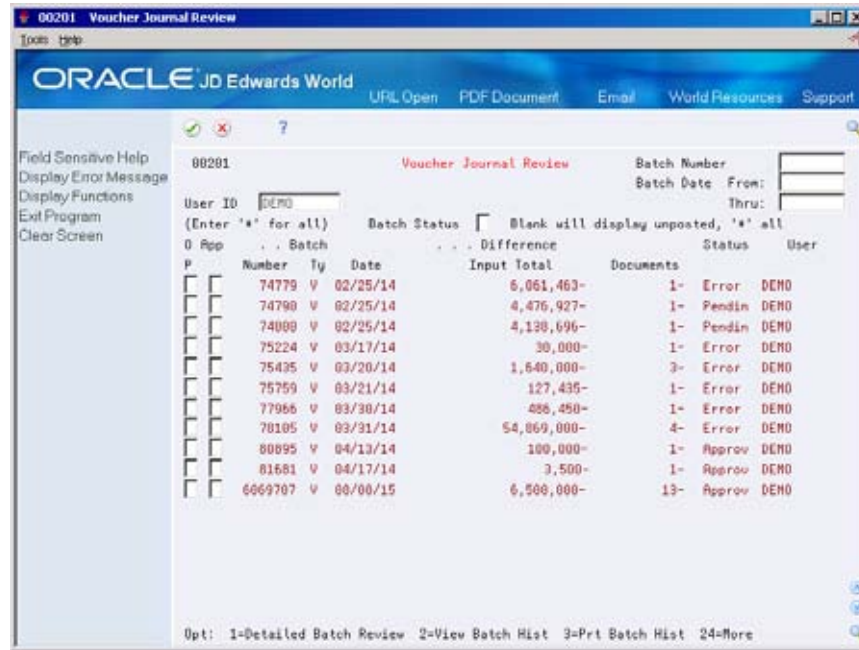 00201 Voucher Journal Review
Tools Help
ORACLE JD Edwards World
URL Open PDF Document Email World Resources Support
?
Field Sensitive Help
Display Error Message
Display Functions
Exit Program
Clear Screen
00201 Voucher Journal Review Batch Number
Batch Date From:
User ID DEMO Thru:
(Enter '*' for all) Batch Status Blank will display unposted, '*' all
O App . . Batch . . . Difference Status User
P Number Ty Date Input Total Documents
74779 V 02/25/14 6,061,463- 1- Error DEMO
74790 V 02/25/14 4,476,927- 1- Pendin DEMO
V 02/25/14 4,138,696- 1- Pendin DEMO
75224 V 03/17/14 30,000- 1- Error DEMO
75435 V 03/20/14 1,640,000- 3- Error DEMO
75759 V 03/21/14 127,435- 1- Error DEMO
77966 V 03/30/14 486,450- 1- Error DEMO
78105 V 03/31/14 54,869,000- 4- Error DEMO
80895 V 04/13/14 100,000- 1- Approv DEMO
81681 V 04/17/14 3,500- 1- Approv DEMO
6069707 V 6,500,000- 13- Approv DEMO
Opt: 1=Detailed Batch Review 2=View Batch Hist 3=Prt Batch Hist 24=More